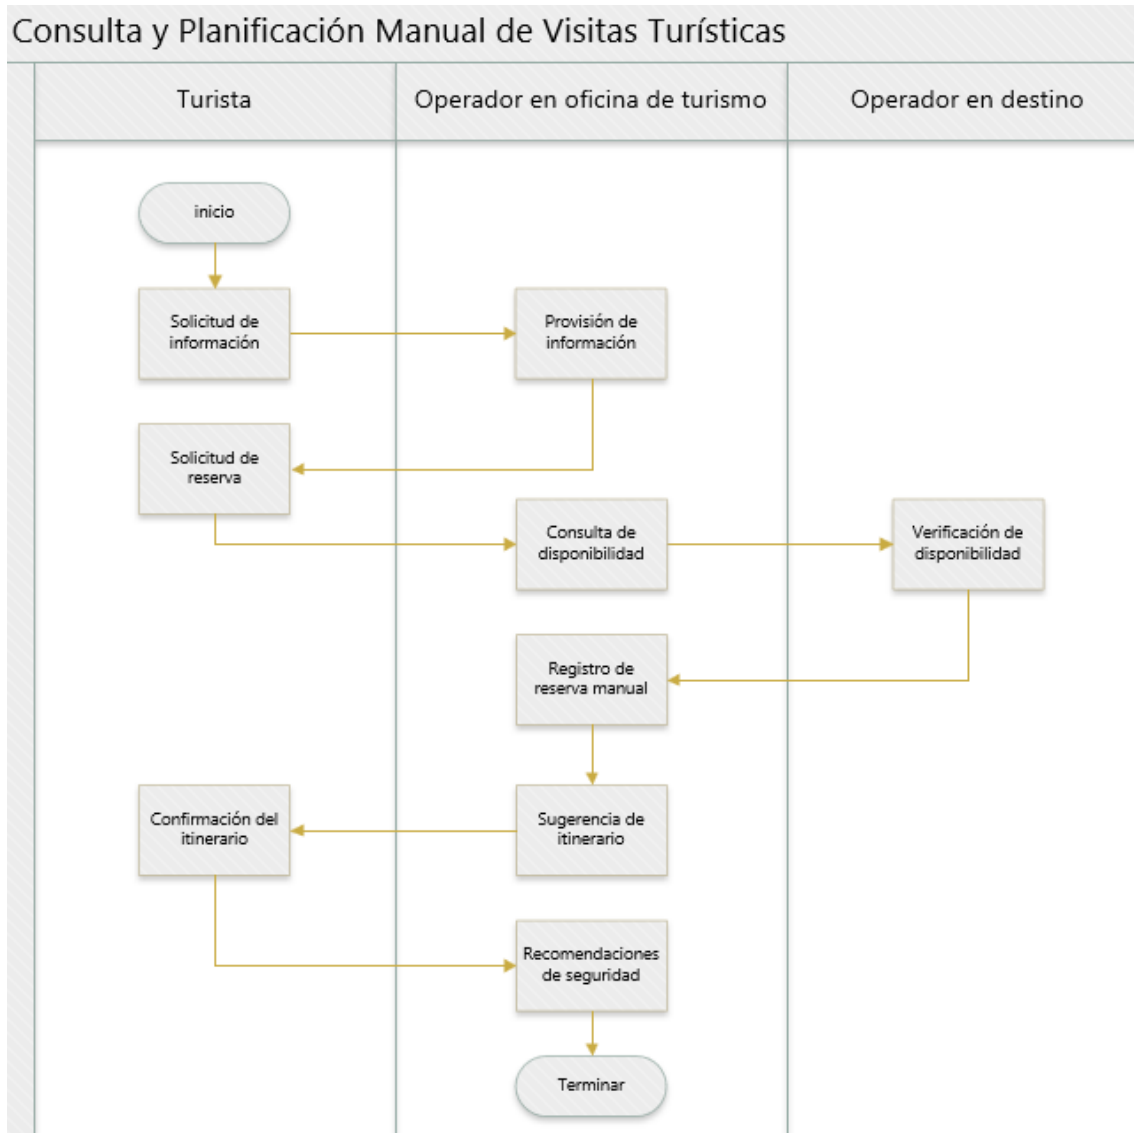 Consulta y Planificación Manual de Visitas Turísticas
Turista
Operador en oficina de turismo
Operador en destino
inicio
Solicitud de
información
Provisión de
información
Solicitud de
reserva
Consulta de
disponibilidad
Verificación de
disponibilidad
Registro de
reserva manual
Confirmación del
itinerario
Sugerencia de
itinerario
Recomendaciones
de seguridad
Terminar